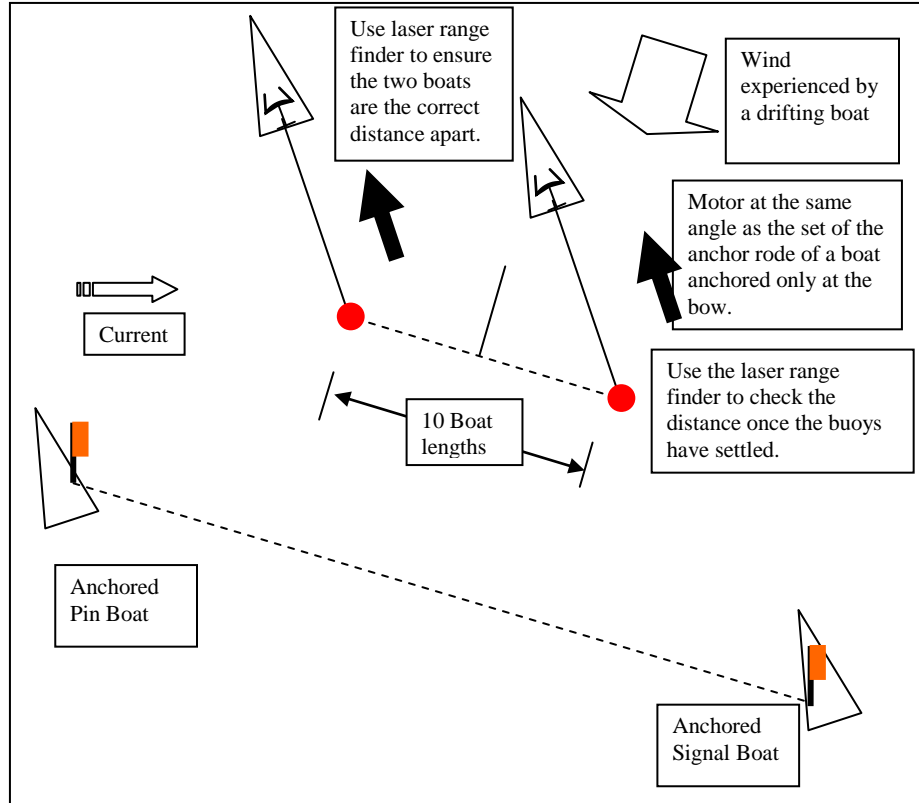 Use laser range
finder to ensure
the two boats
are the correct
distance apart.
Wind
experienced by
a drifting boat
Motor at the same
angle as the set of the
anchor rode of a boat
anchored only at the
bow.
Current
Use the laser range
finder to check the
distance once the buoys
have settled.
10 Boat
lengths
Anchored
Pin Boat
Anchored
Signal Boat